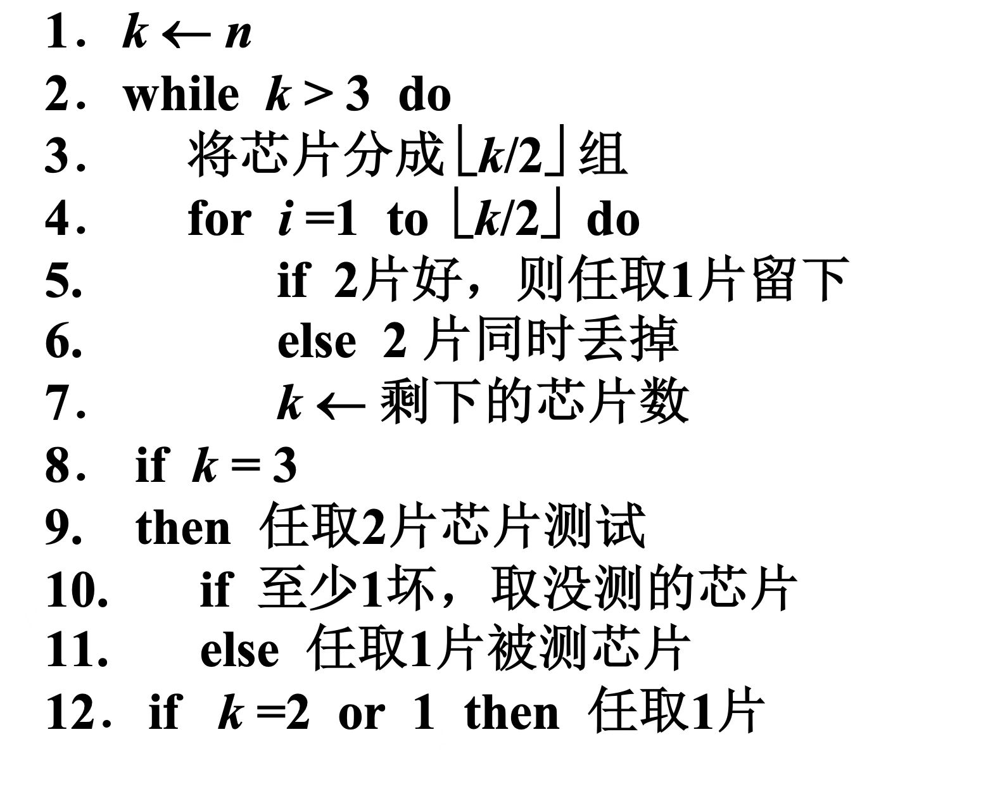 1. k ← n
2. while k > 3 do
3. 将芯片分成⌊k/2⌋组
4. for i =1 to ⌊k/2⌋ do
5. if 2片好，则任取1片留下
6. else 2 片同时丢掉
7. k ← 剩下的芯片数
8. if k = 3
9. then 任取2片芯片测试
10. if 至少1坏，取没测的芯片
11. else 任取1片被测芯片
12. if k =2 or 1 then 任取1片